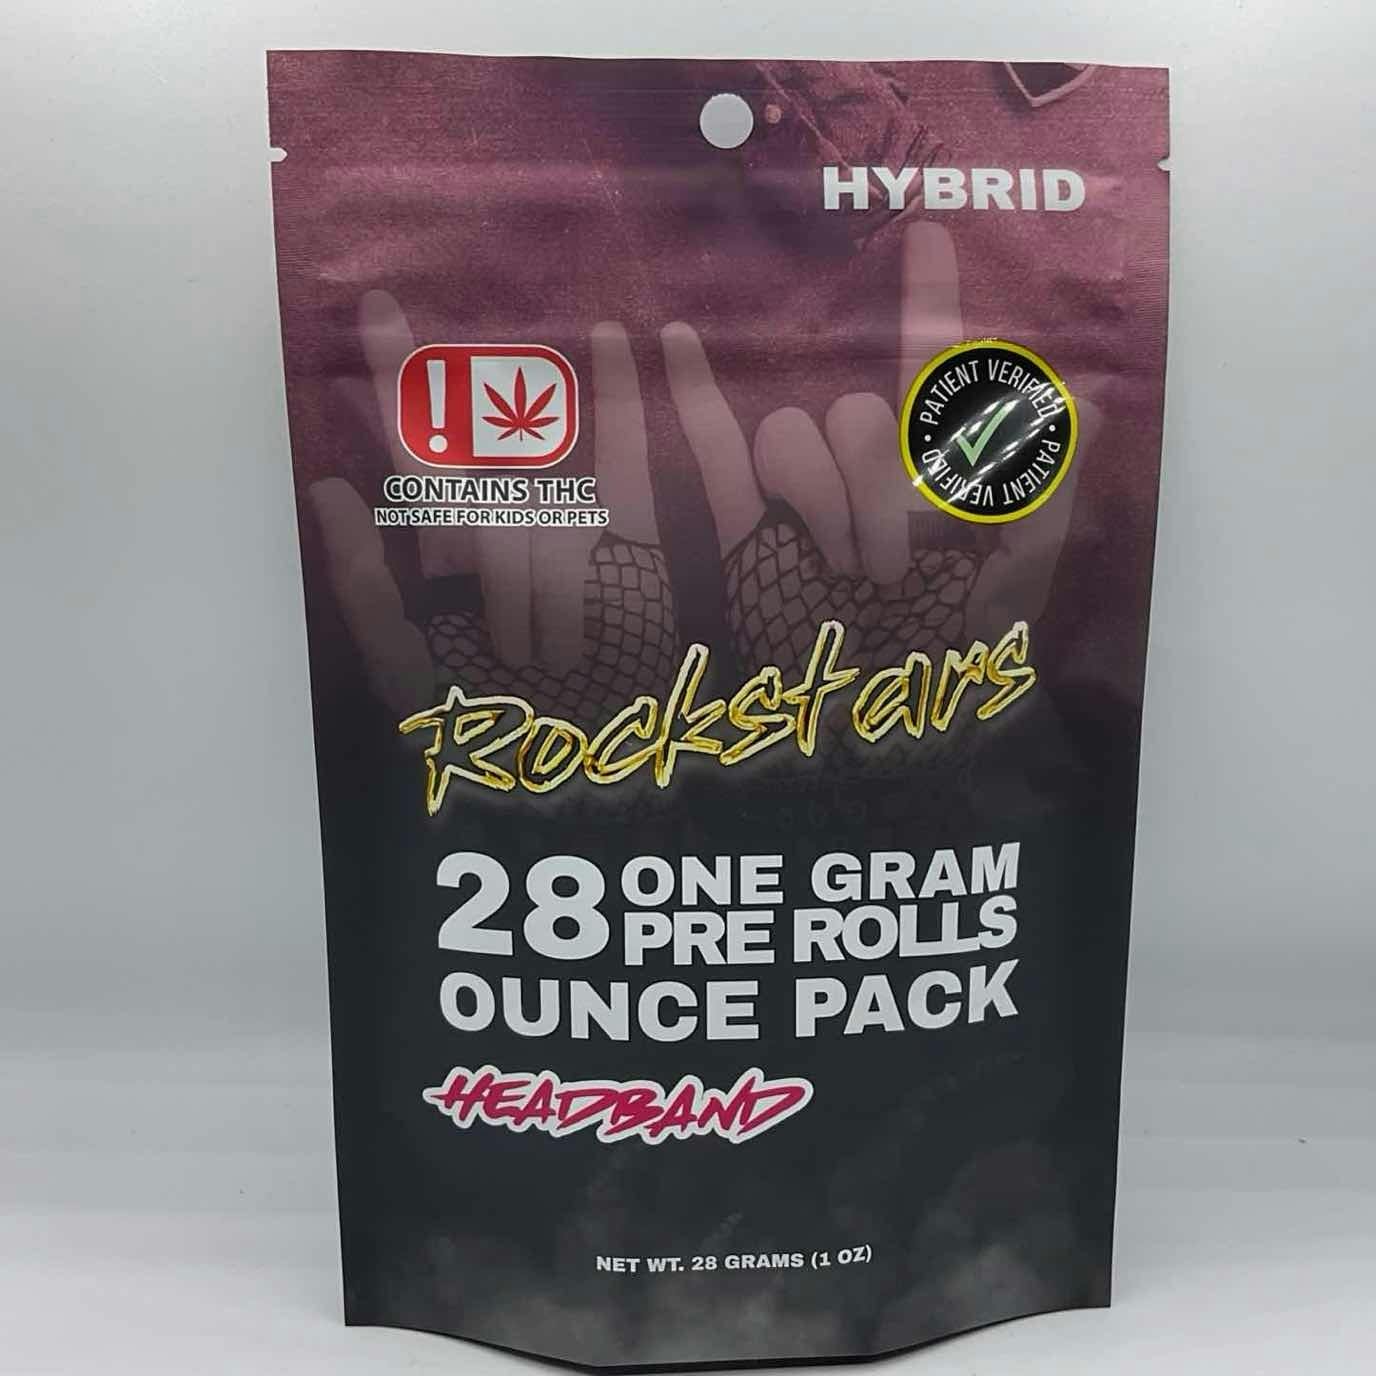 HYBRID
!
CONTAINS THC
NOT SAFE FOR KIDS OR PETS
PATIENT VERIFIED • PATIENT VERIFIED •
Rockstars
28 ONE GRAM
PRE ROLLS
OUNCE PACK
HEADBAND
NET WT. 28 GRAMS (1 OZ)